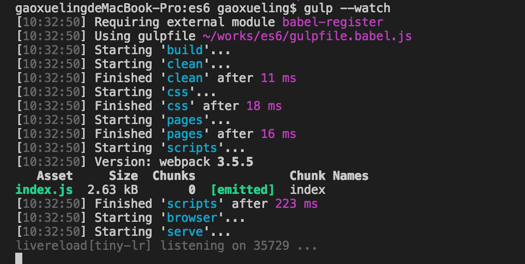 gaoxuelingdeMacBook-Pro:es6 gaoxueling$ gulp --watch
[10:32:50] Requiring external module babel-register
[10:32:50] Using gulpfile ~/works/es6/gulpfile.babel.js
[10:32:50] Starting 'build'...
[10:32:50] Starting 'clean'...
[10:32:50] Finished 'clean' after 11 ms
[10:32:50] Starting 'css'...
[10:32:50] Finished 'css' after 18 ms
[10:32:50] Starting 'pages'...
[10:32:50] Finished 'pages' after 16 ms
[10:32:50] Starting 'scripts'...
[10:32:50] Version: webpack 3.5.5
Asset Size Chunks Chunk Names
index.js 2.63 kB 0 [emitted] index
[10:32:50] Finished 'scripts' after 223 ms
[10:32:50] Starting 'browser'...
[10:32:50] Starting 'serve'...
livereload[tiny-lr] listening on 35729 ...